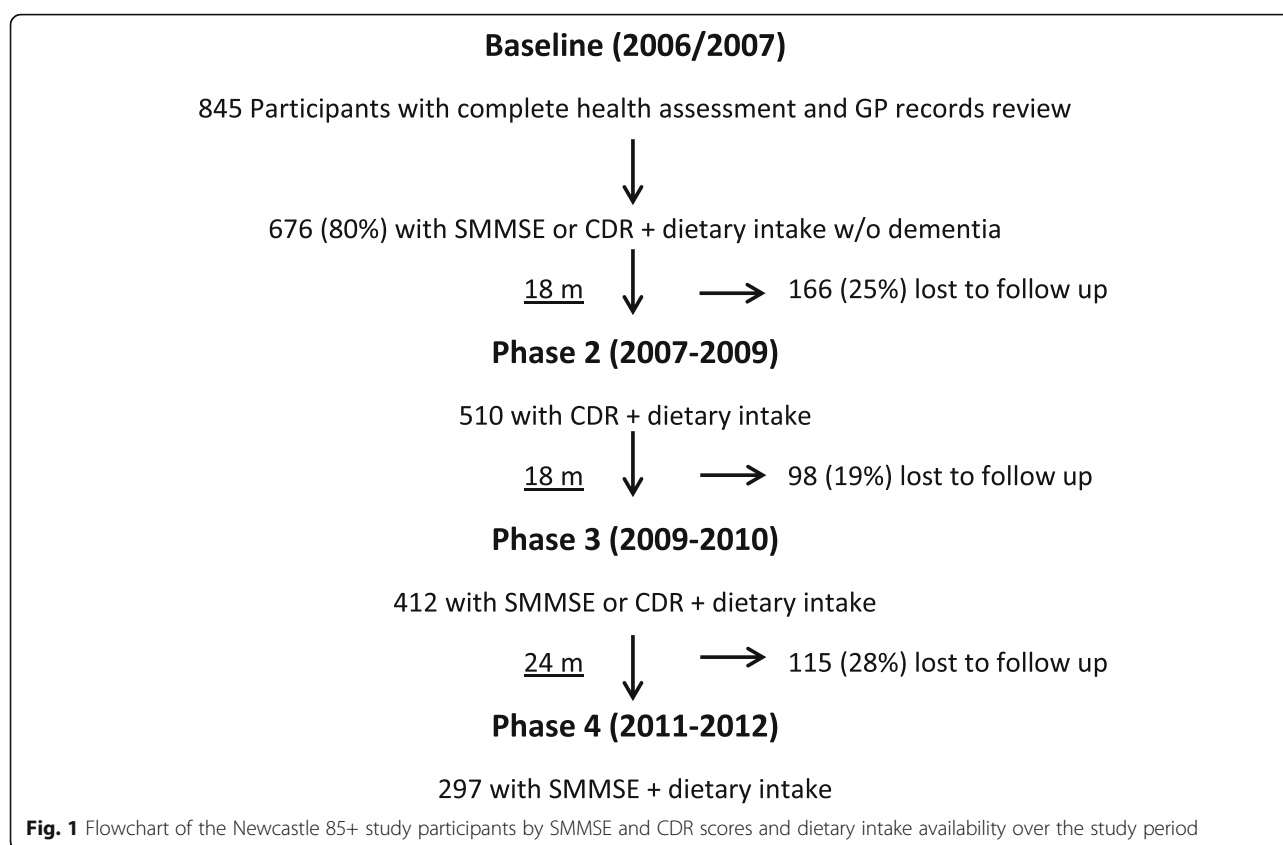 Baseline (2006/2007)
845 Participants with complete health assessment and GP records review
676 (80%) with SMMSE or CDR + dietary intake w/o dementia
18 m
166 (25%) lost to follow up
Phase 2 (2007-2009)
510 with CDR + dietary intake
18 m
98 (19%) lost to follow up
Phase 3 (2009-2010)
412 with SMMSE or CDR + dietary intake
24 m
115 (28%) lost to follow up
Phase 4 (2011-2012)
297 with SMMSE + dietary intake
Fig. 1 Flowchart of the Newcastle 85+ study participants by SMMSE and CDR scores and dietary intake availability over the study period